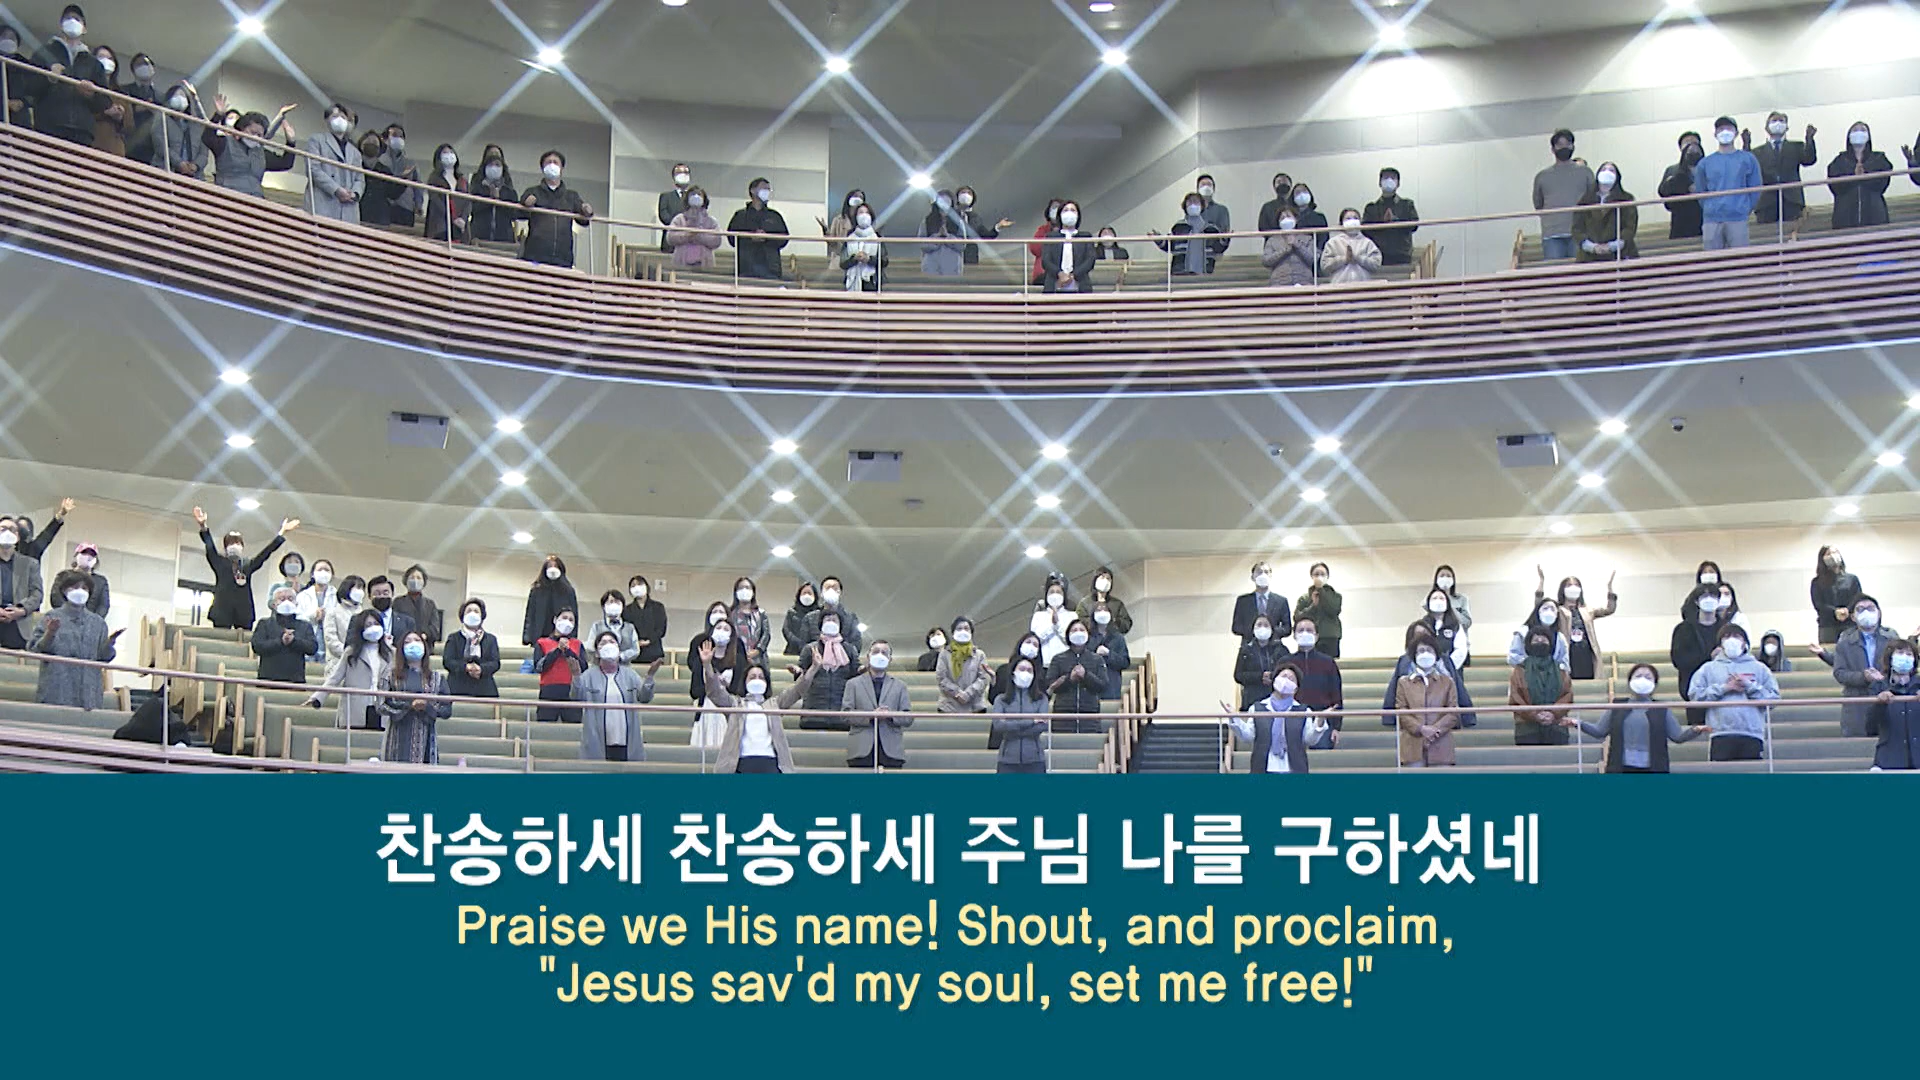 찬송하세 찬송하세 주님 나를 구하셨네
Praise we His name! Shout, and proclaim,
"Jesus sav'd my soul, set me free!"